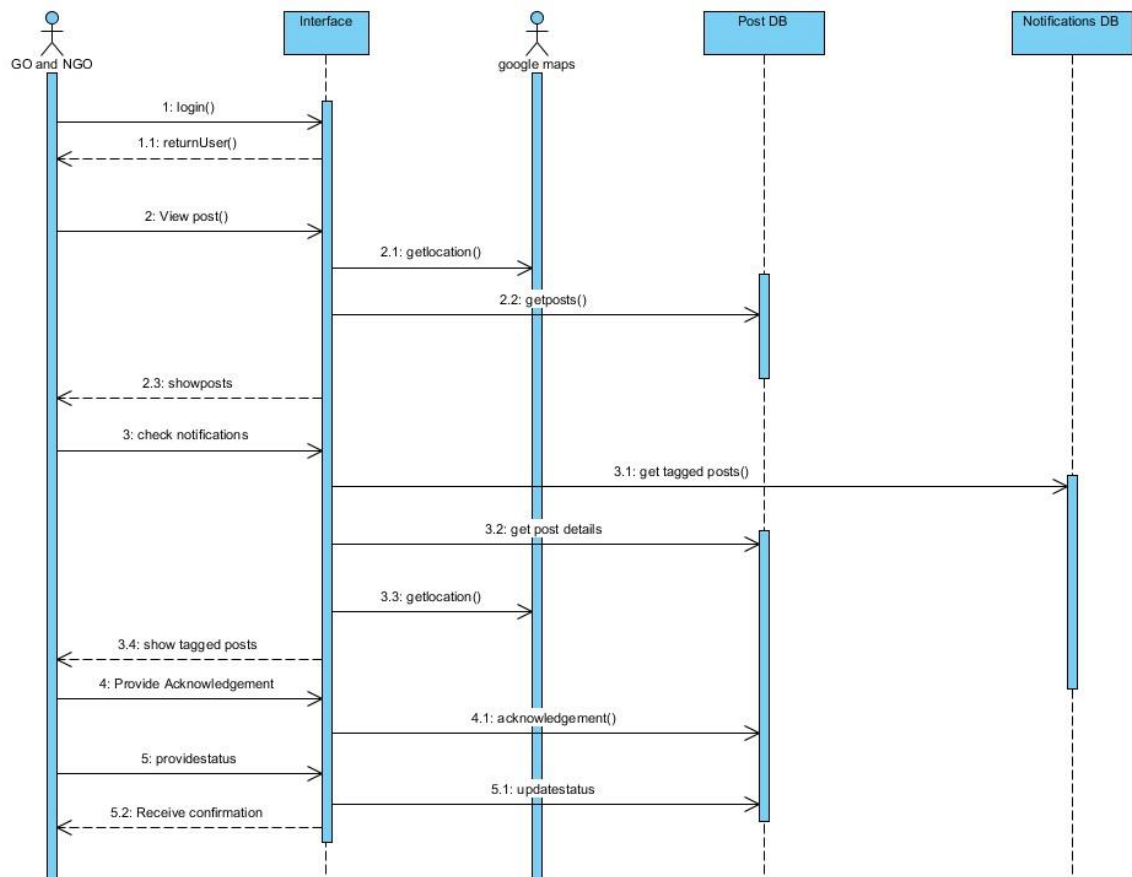 Interface
Post DB
Notifications DB
GO and NGO
google maps
1: login()
1.1: returnUser()
2: View post()
2.1: getlocation()
2.2: getposts()
2.3: showposts
3: check notifications
3.1: get tagged posts()
3.2: get post details
3.3: getlocation()
3.4: show tagged posts
4: Provide Acknowledgement
4.1: acknowledgement()
5: providestatus
5.1: updatestatus
5.2: Receive confirmation